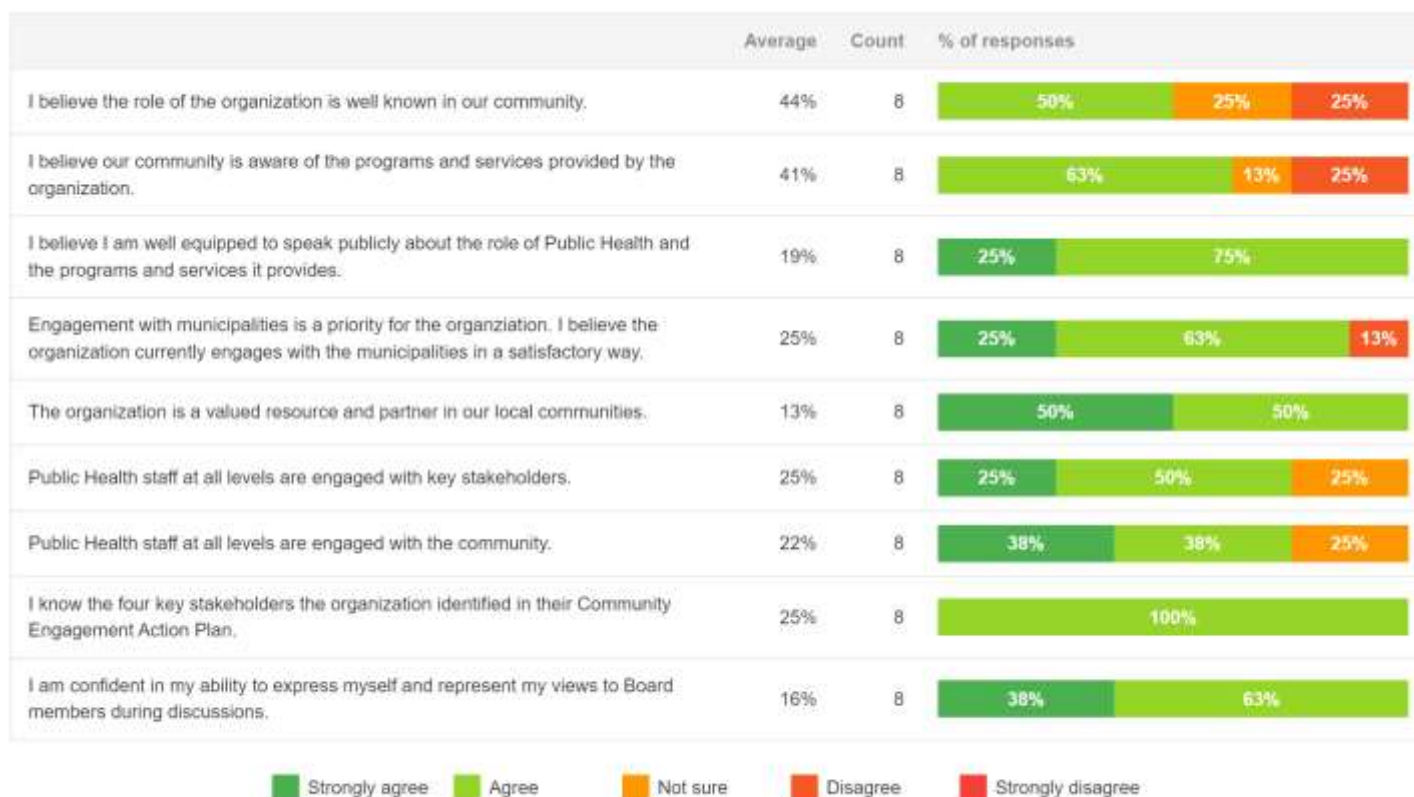 Average Count % of responses
I believe the role of the organization is well known in our community. 44% 8 50% 25% 25%
I believe our community is aware of the programs and services provided by the
organization. 41% 8 63% 13% 25%
I believe I am well equipped to speak publicly about the role of Public Health and
the programs and services it provides. 19% 8 25% 75%
Engagement with municipalities is a priority for the organziation. I believe the
organization currently engages with the municipalities in a satisfactory way. 25% 8 25% 63% 13%
The organization is a valued resource and partner in our local communities. 13% 8 50% 50%
Public Health staff at all levels are engaged with key stakeholders. 25% 8 25% 50% 25%
Public Health staff at all levels are engaged with the community. 22% 8 38% 38% 25%
I know the four key stakeholders the organization identified in their Community
Engagement Action Plan. 25% 8 100%
I am confident in my ability to express myself and represent my views to Board
members during discussions. 16% 8 38% 63%
Strongly agree Agree Not sure Disagree Strongly disagree